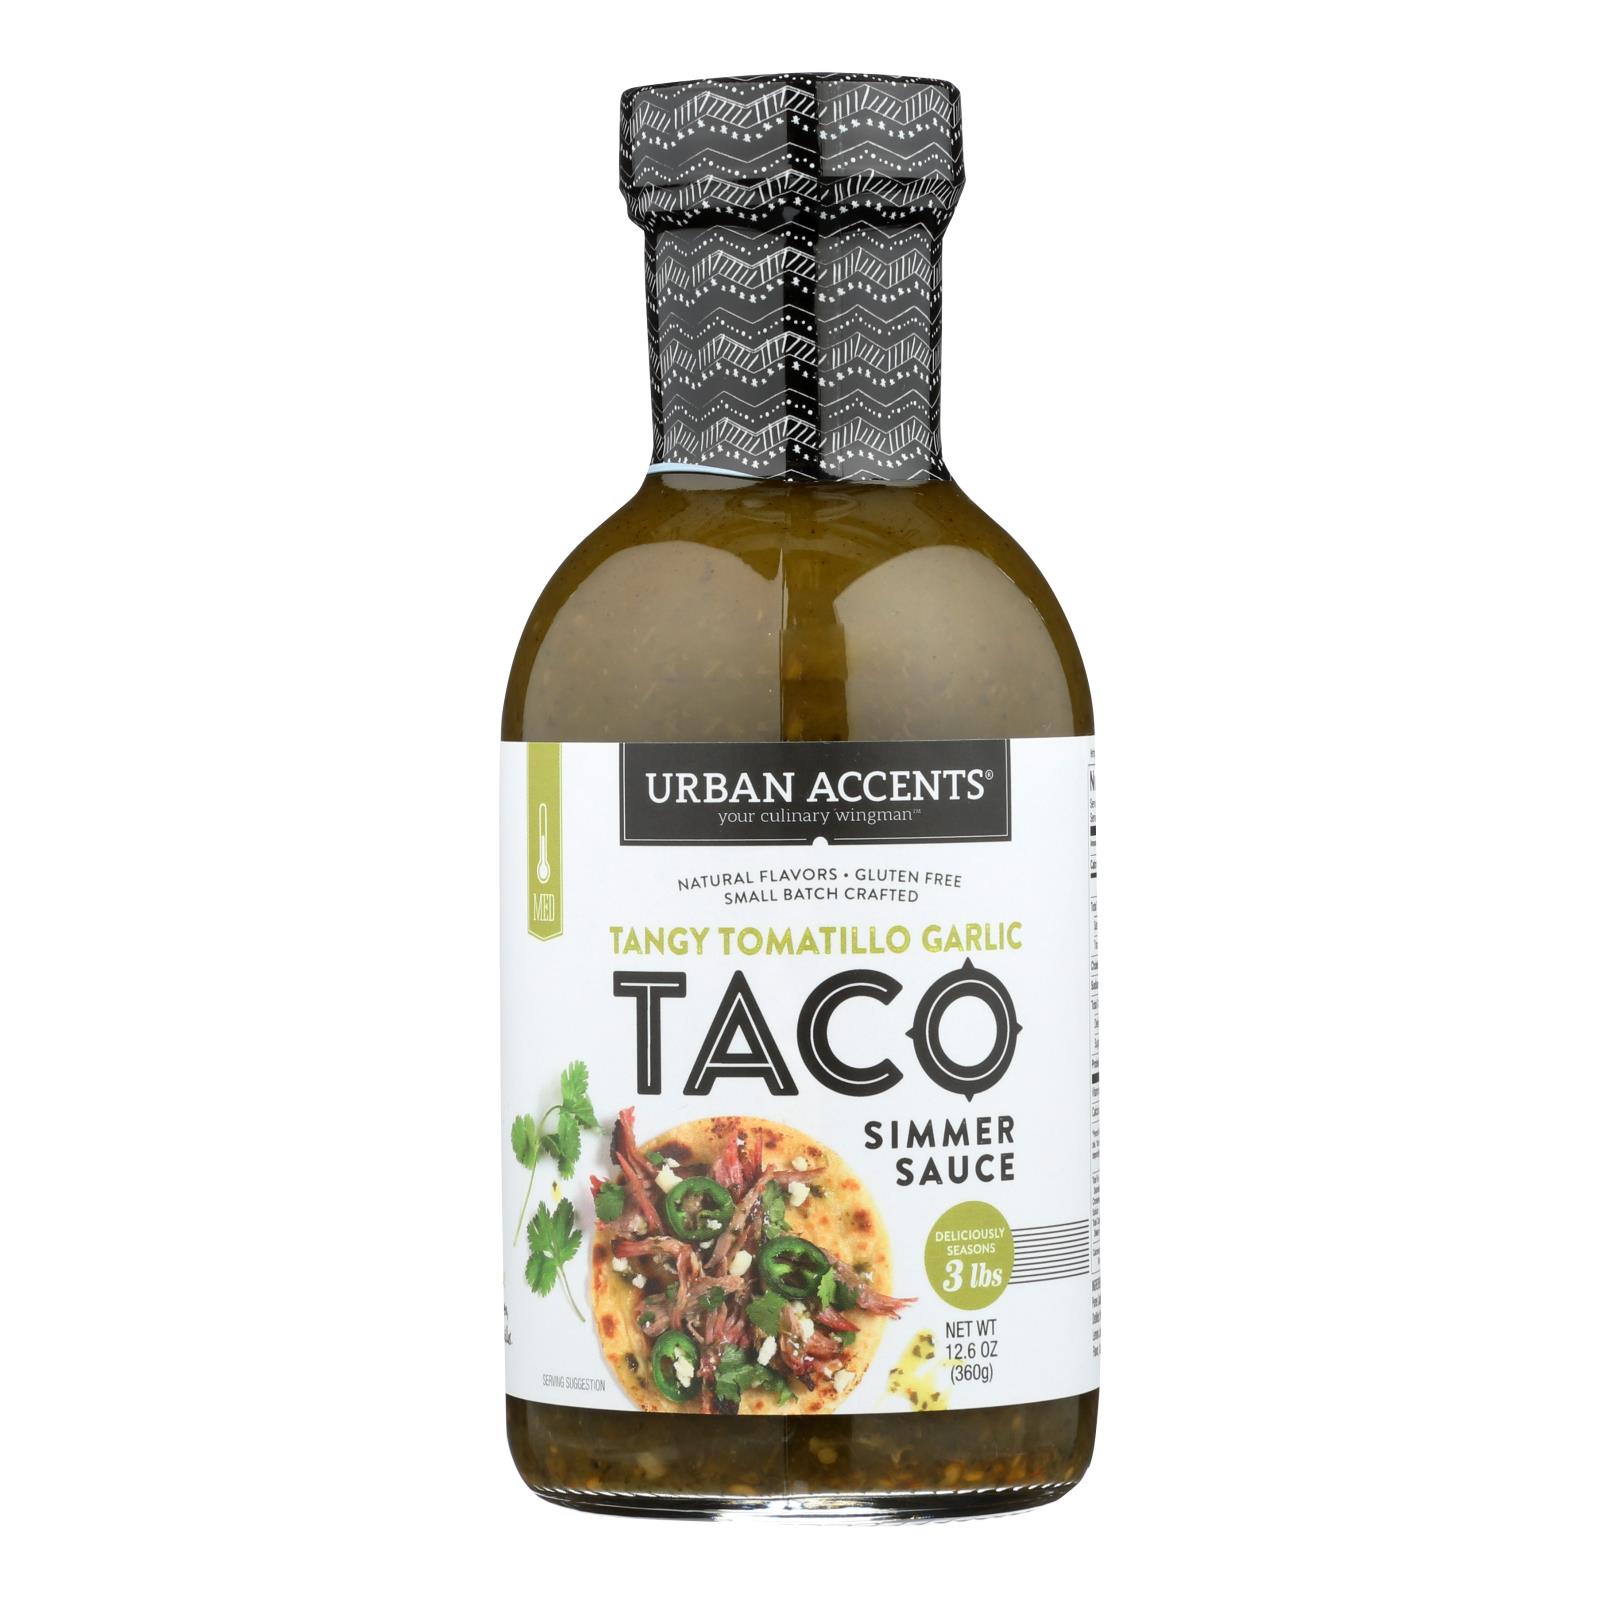 URBAN ACCENTS®
your culinary wingman™
MED
NATURAL FLAVORS • GLUTEN FREE
SMALL BATCH CRAFTED
TANGY TOMATILLO GARLIC
TACO
SIMMER
SAUCE
DELICIOUSLY
SEASONS
3 lbs
NET WT
12.6 OZ
(360g)
SERVING SUGGESTION